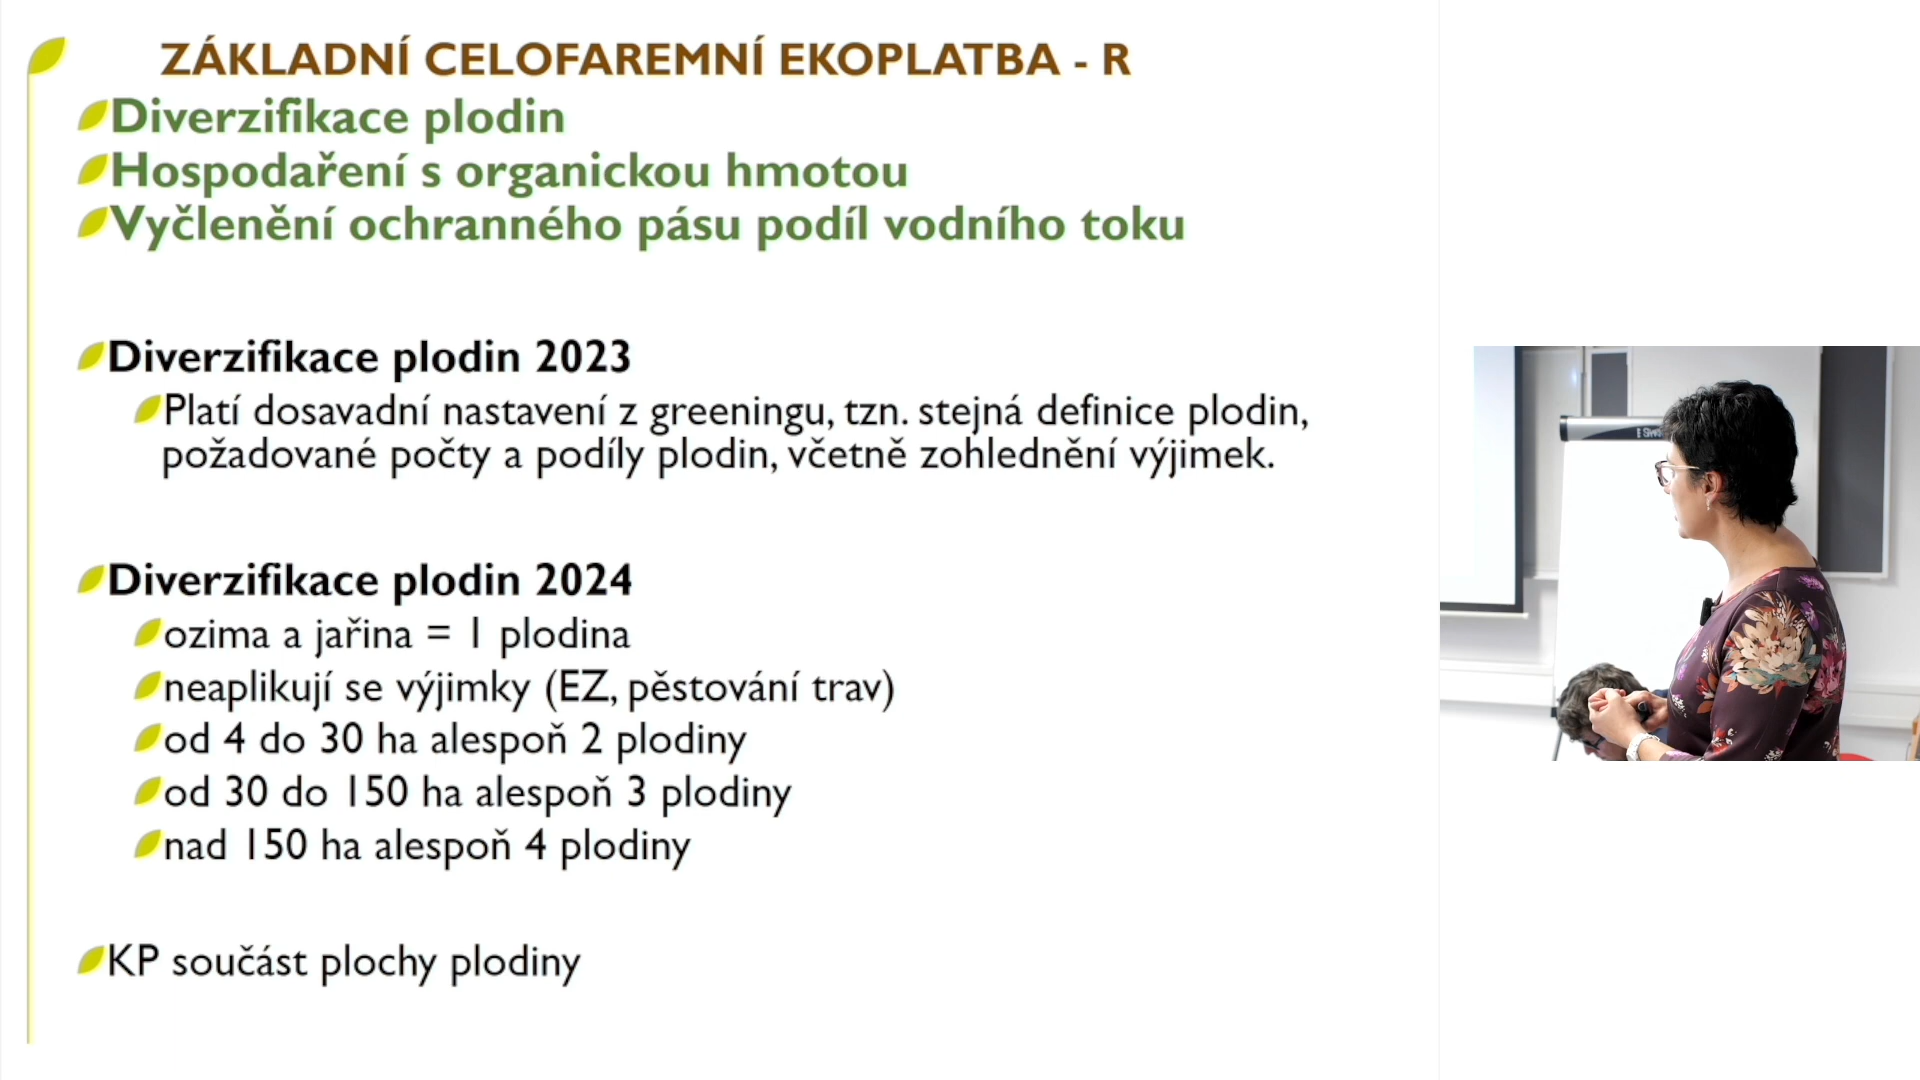 ZÁKLADNÍ CELOFAREMNÍ EKOPLATBA - R
Diverzifikace plodin
Hospodaření s organickou hmotou
Vyčlenění ochranného pásu podíl vodního toku
Diverzifikace plodin 2023
Platí dosavadní nastavení z greeningu, tzn. stejná definice plodin,
požadované počty a podíly plodin, včetně zohlednění výjimek.
Diverzifikace plodin 2024
ozima a jařina = 1 plodina
neaplikují se výjimky (EZ, pěstování trav)
od 4 do 30 ha alespoň 2 plodiny
od 30 do 150 ha alespoň 3 plodiny
nad 150 ha alespoň 4 plodiny
KP součást plochy plodiny